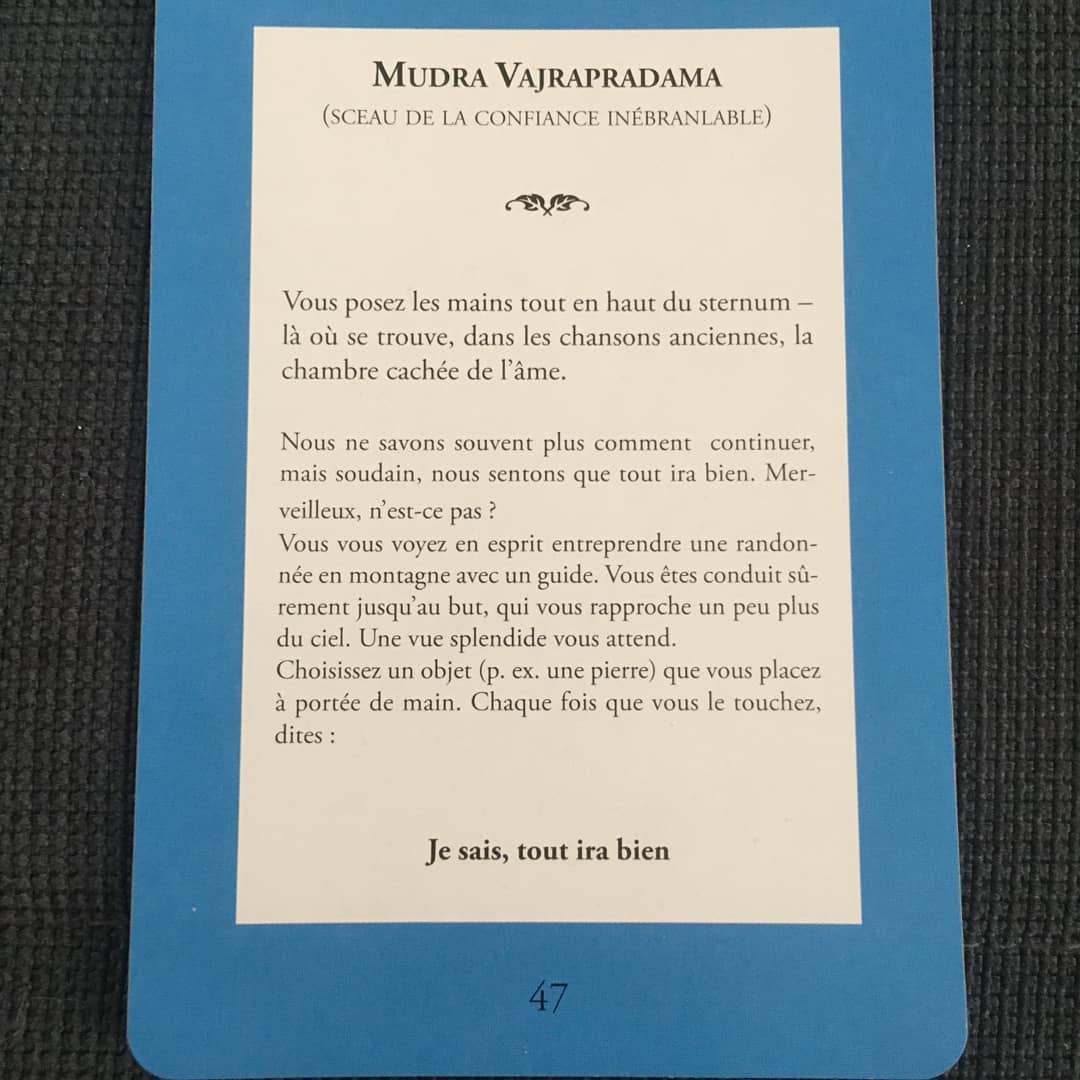 Mudra Vajrapradama
(sceau de la confiance inébranlable)
Vous posez les mains tout en haut du sternum –
là où se trouve, dans les chansons anciennes, la
chambre cachée de l’âme.
Nous ne savons souvent plus comment continuer,
mais soudain, nous sentons que tout ira bien. Mer-
veilleux, n’est-ce pas ?
Vous vous voyez en esprit entreprendre une randon-
née en montagne avec un guide. Vous êtes conduit sû-
rement jusqu’au but, qui vous rapproche un peu plus
du ciel. Une vue splendide vous attend.
Choisissez un objet (p. ex. une pierre) que vous placez
à portée de main. Chaque fois que vous le touchez,
dites :
Je sais, tout ira bien
47